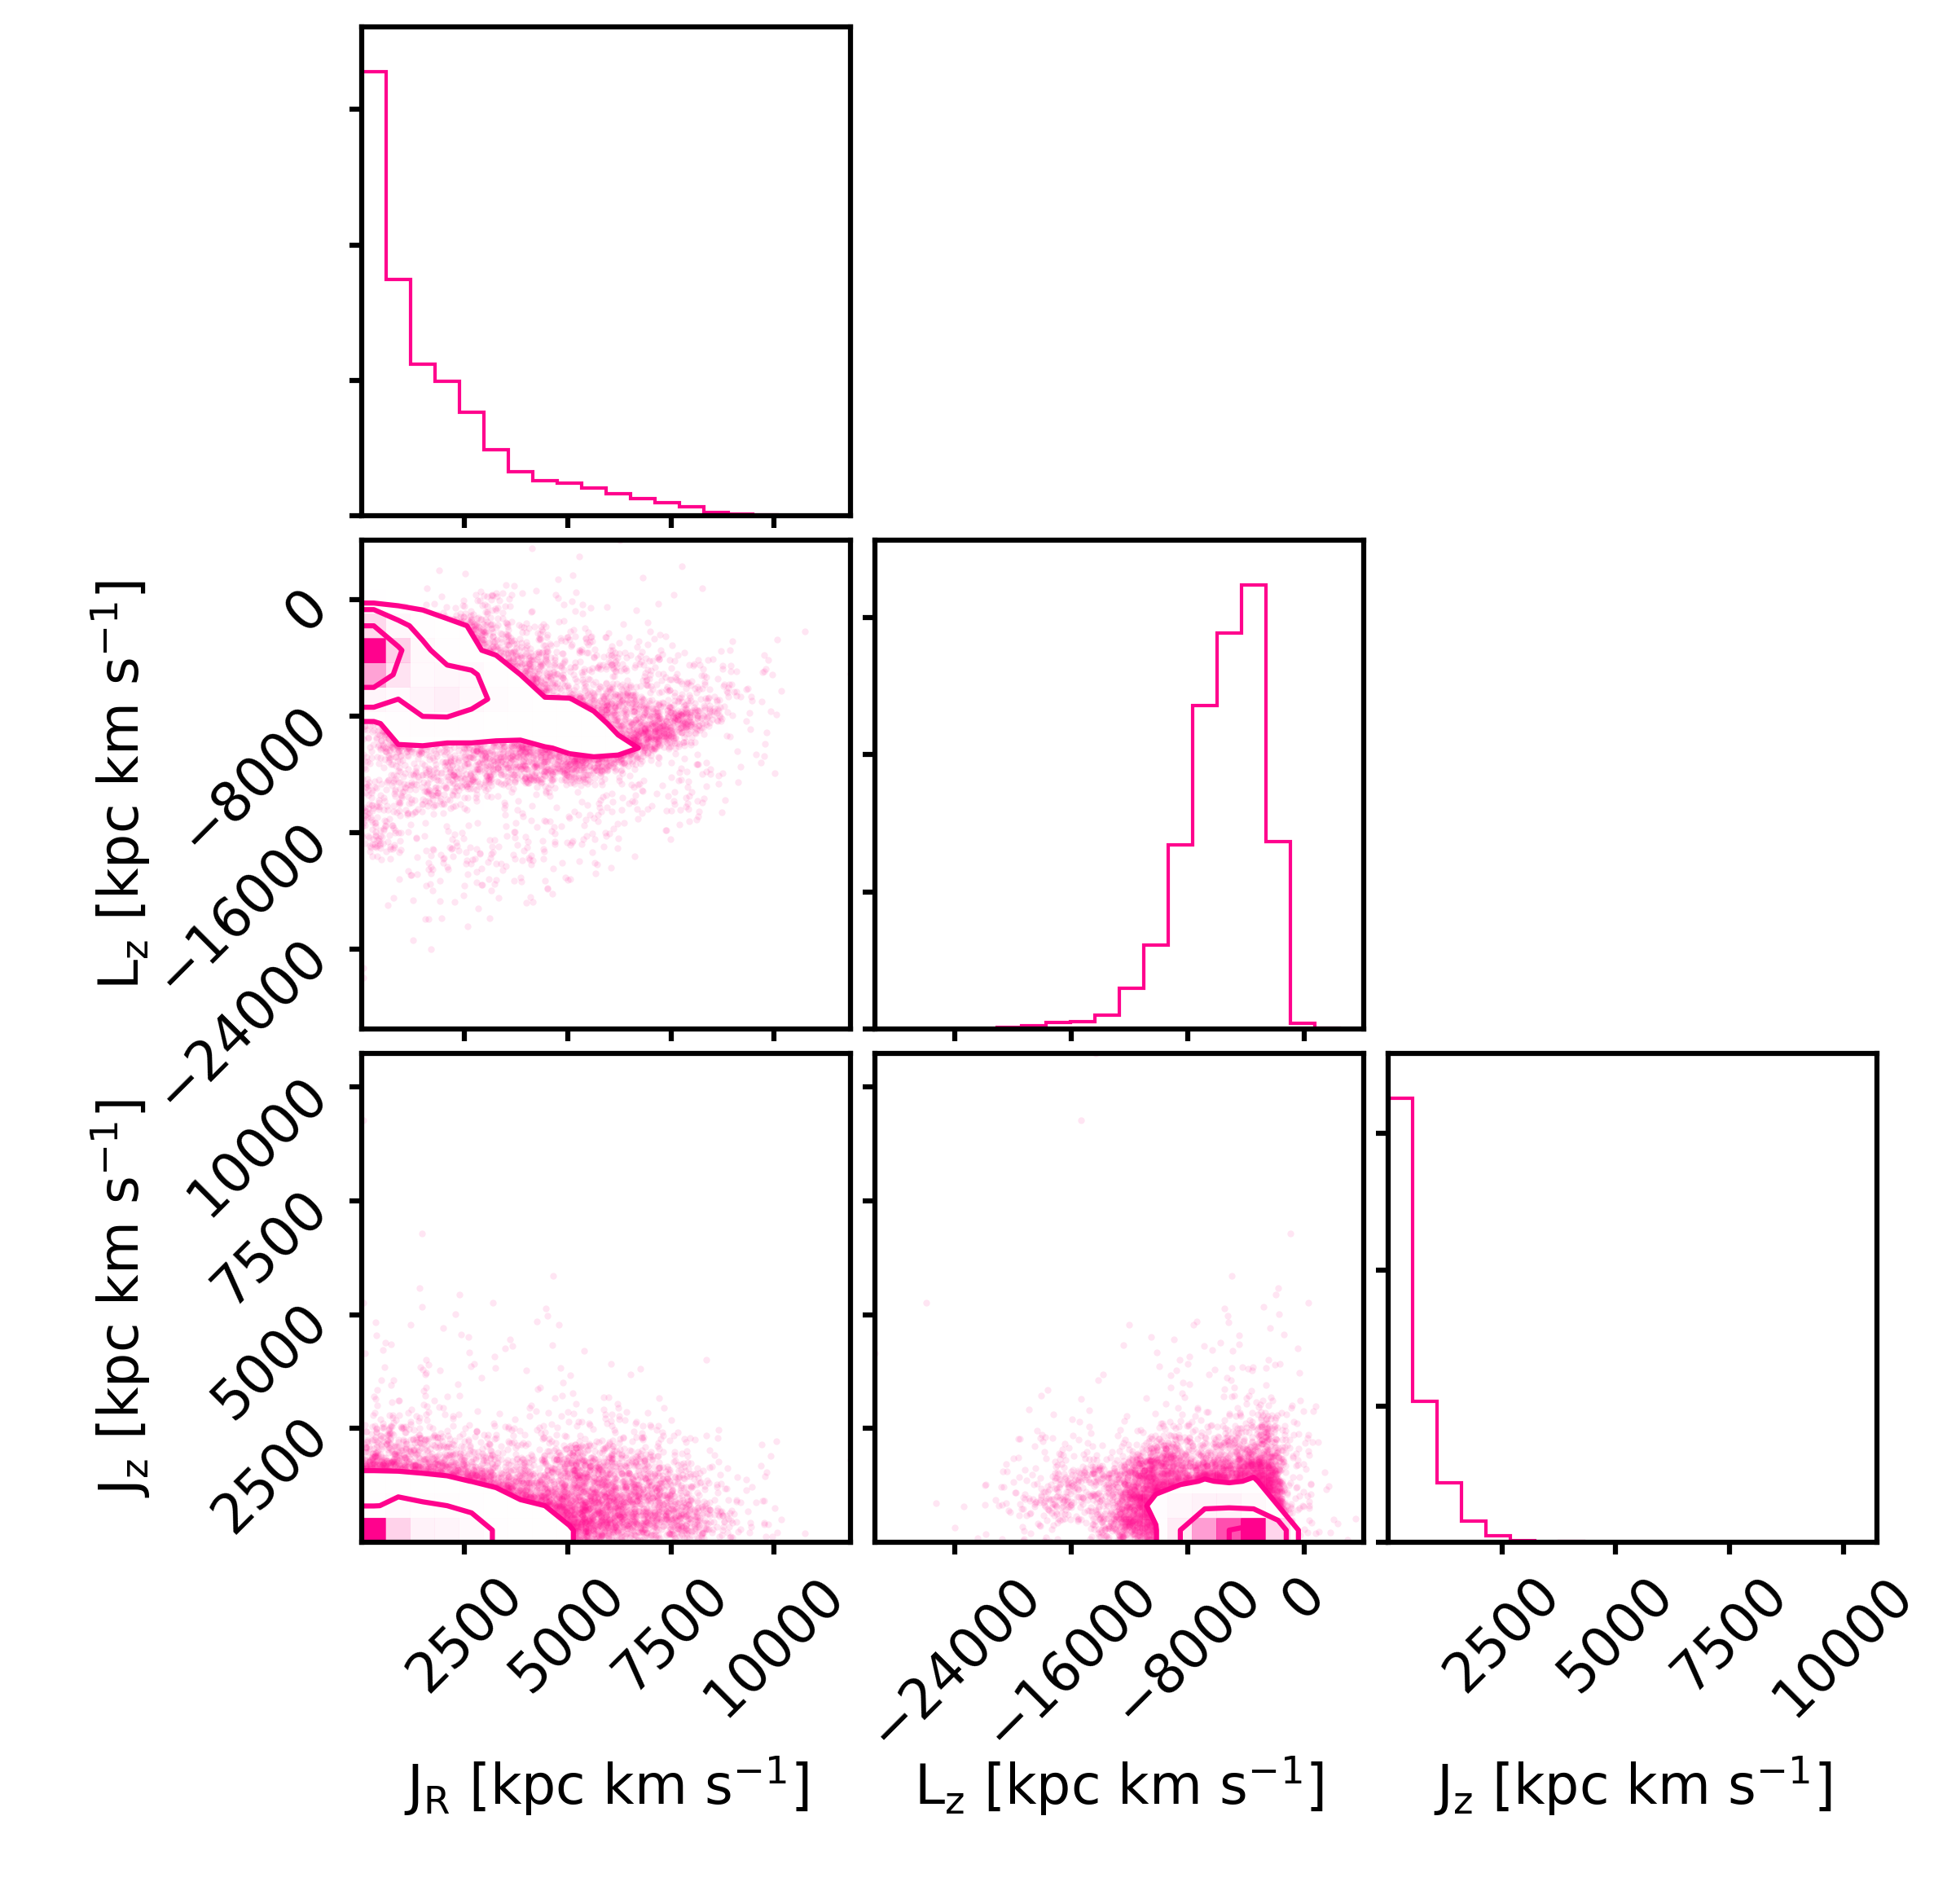 L_z [kpc km s^−1]
0
−8000
−16000
−24000
J_z [kpc km s^−1]
10000
7500
5000
2500
2500 5000 7500 10000
−24000 −16000 −8000 0
2500 5000 7500 10000
J_R [kpc km s^−1]
L_z [kpc km s^−1]
J_z [kpc km s^−1]